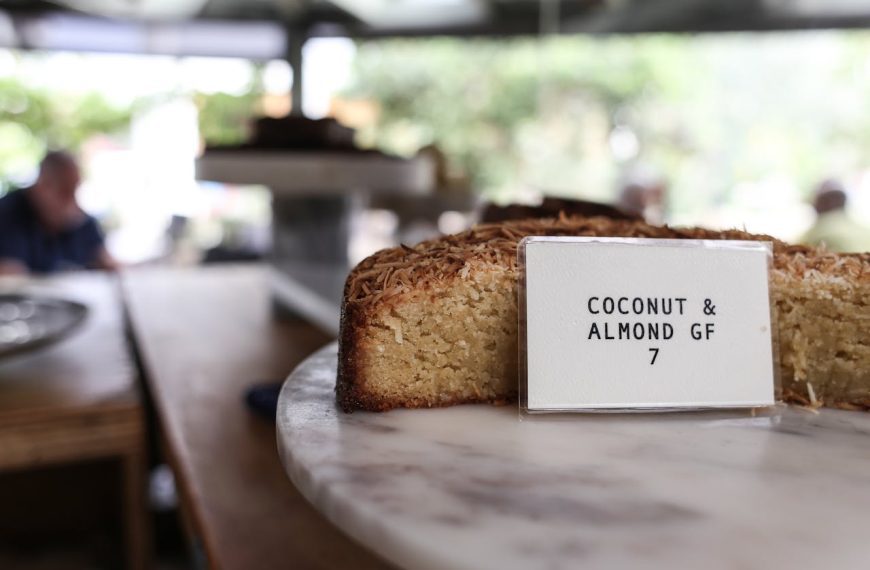 COCONUT &
ALMOND GF
7